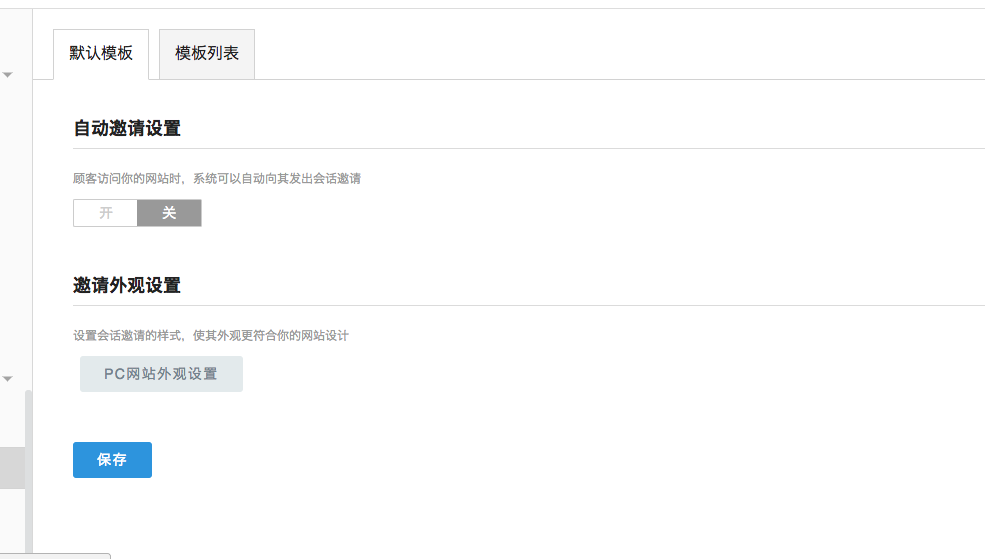 默认模板
模板列表
自动邀请设置
顾客访问你的网站时，系统可以自动向其发出会话邀请
开
关
邀请外观设置
设置会话邀请的样式，使其外观更符合你的网站设计
PC网站外观设置
保存